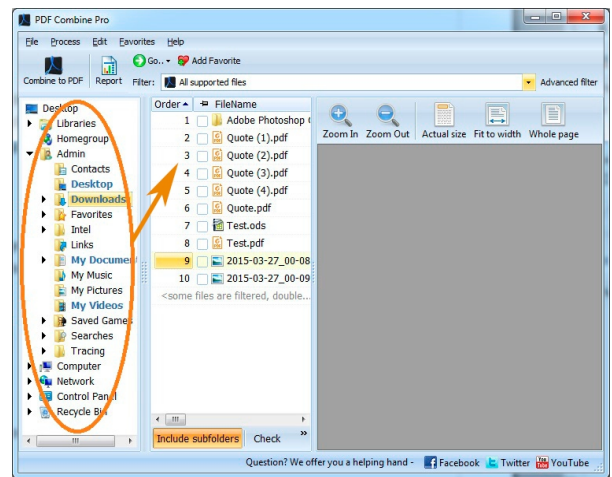 PDF Combine Pro
File Process Edit Favorites Help
Combine to PDF Report Go.. Add Favorite
Filter: All supported files Advanced filter
Desktop
Libraries
Homegroup
Admin
Contacts
Desktop
Downloads
Favorites
Intel
Links
My Documen
My Music
My Pictures
My Videos
Saved Games
Searches
Tracing
Computer
Network
Control Panel
Recycle Bin
Order FileName
1 Adobe Photoshop
2 Quote (1).pdf
3 Quote (2).pdf
4 Quote (3).pdf
5 Quote (4).pdf
6 Quote.pdf
7 Test.ods
8 Test.pdf
9 2015-03-27_00-08
10 2015-03-27_00-09
<some files are filtered, double...
Include subfolders Check »
Zoom In Zoom Out Actual size Fit to width Whole page
Question? We offer you a helping hand - Facebook Twitter YouTube